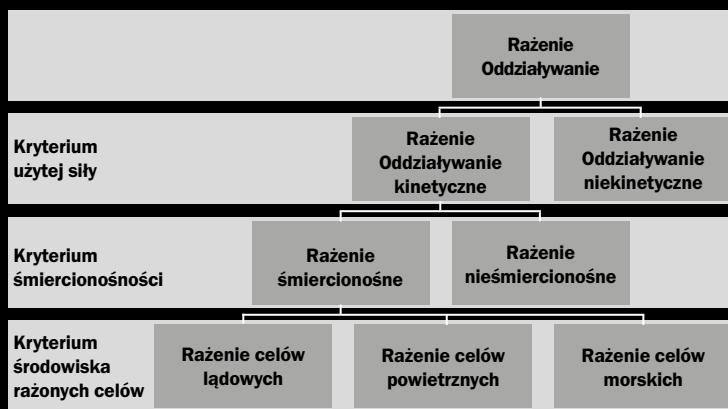 Rażenie
Oddziaływanie
Kryterium
użytej siły
Rażenie
Oddziaływanie
kinetyczne
Rażenie
Oddziaływanie
niekinetyczne
Kryterium
śmiercionośności
Rażenie
śmiercionośne
Rażenie
nieśmiercionośne
Kryterium
środowiska
rażonych celów
Rażenie celów
lądowych
Rażenie celów
powietrznych
Rażenie celów
morskich